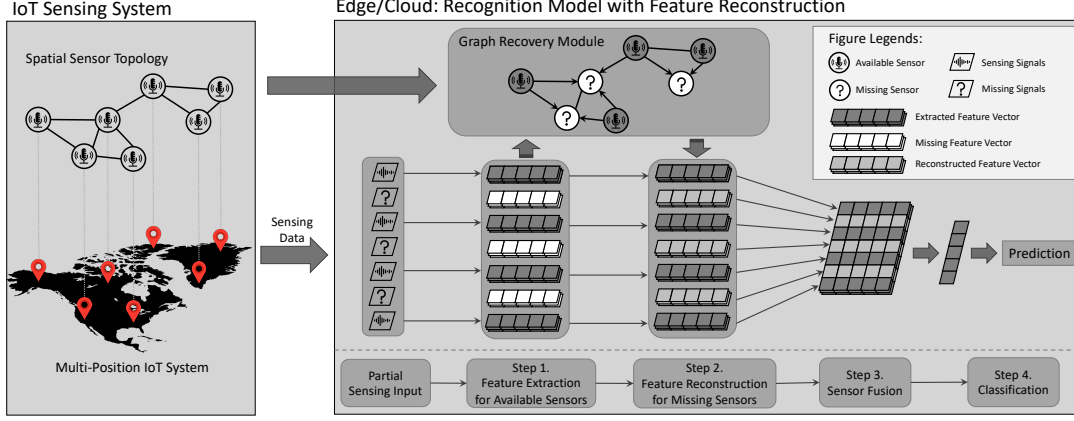 IoT Sensing System
Edge/Cloud: Recognition Model with Feature Reconstruction
Spatial Sensor Topology
Multi-Position IoT System
Sensing
Data
Graph Recovery Module
?
?
?
Figure Legends:
Available Sensor
Sensing Signals
? Missing Sensor
? Missing Signals
Extracted Feature Vector
Missing Feature Vector
Reconstructed Feature Vector
?
?
?
Prediction
Partial
Sensing Input
Step 1.
Feature Extraction
for Available Sensors
Step 2.
Feature Reconstruction
for Missing Sensors
Step 3.
Sensor Fusion
Step 4.
Classification